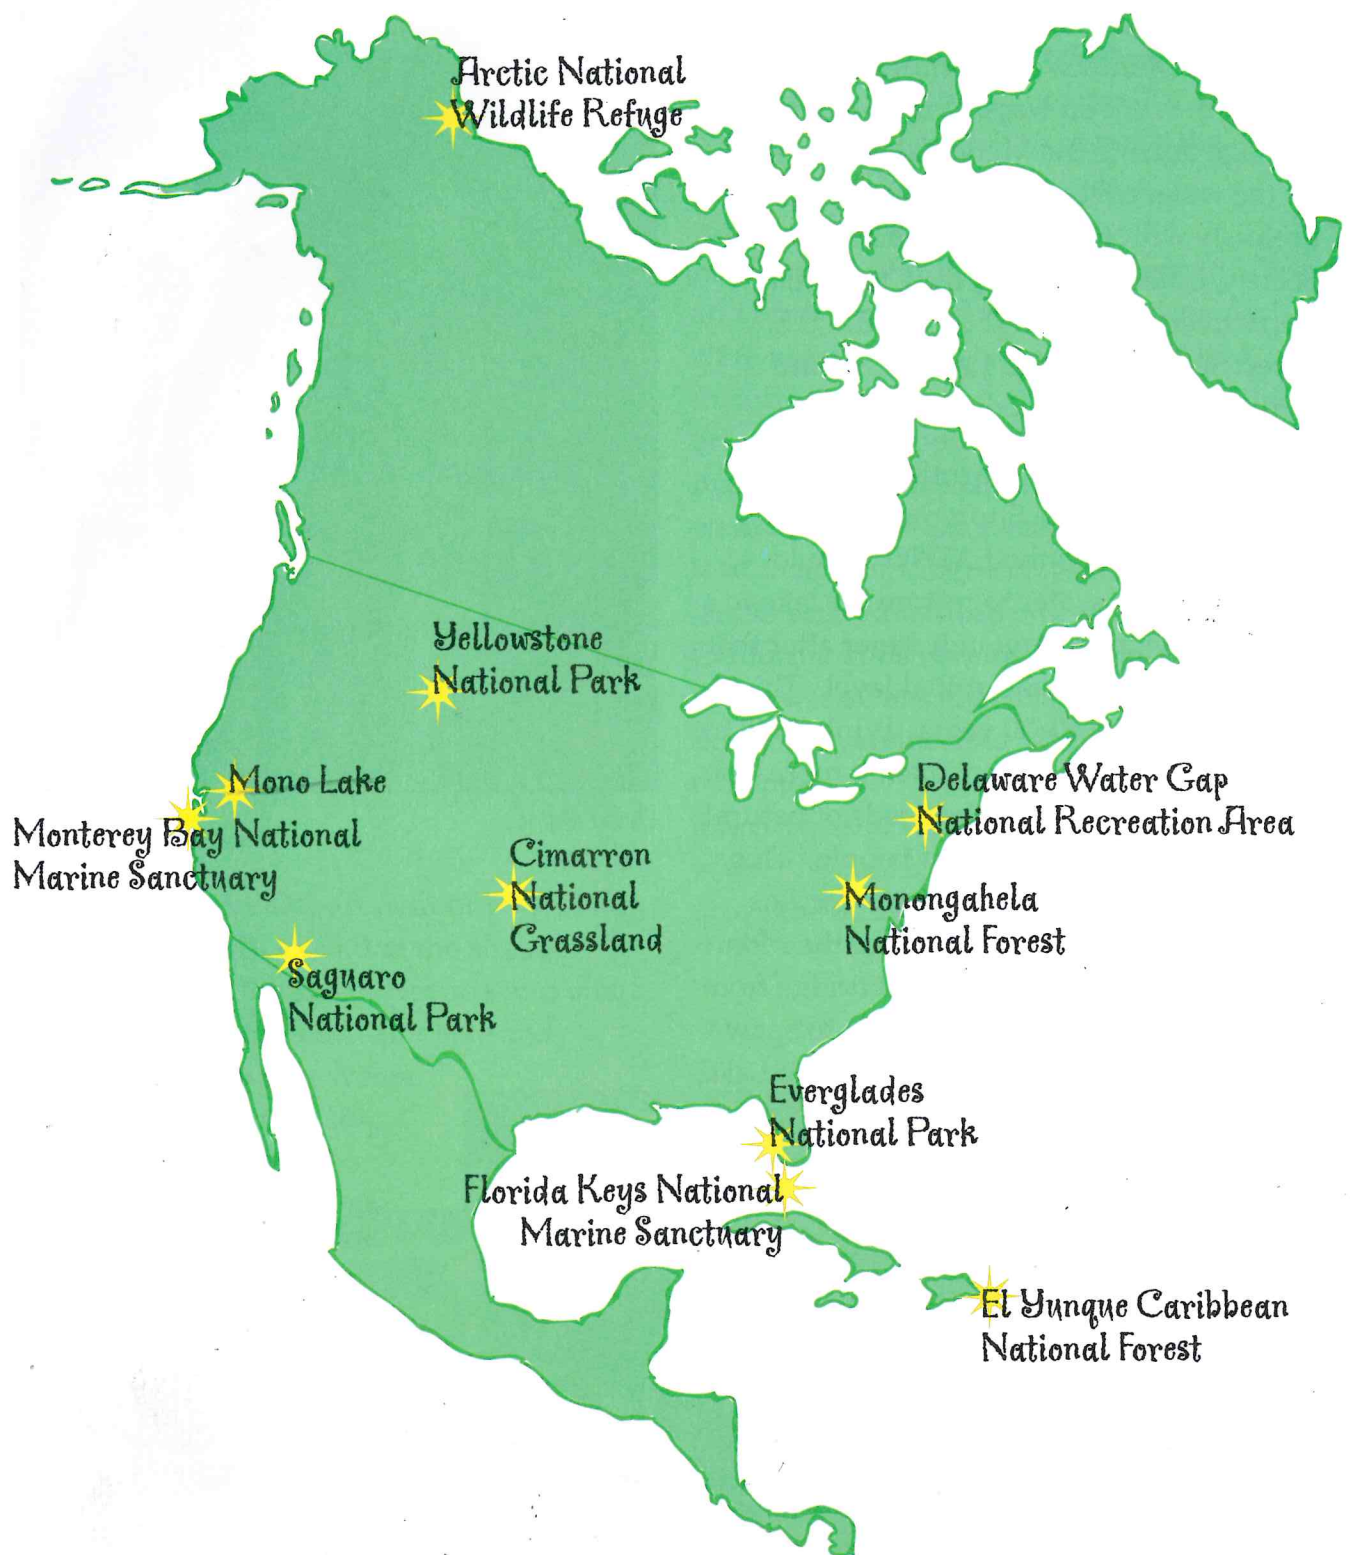 Arctic National
Wildlife Refuge
Yellowstone
National Park
Mono Lake
Monterey Bay National
Marine Sanctuary
Cimarron
National
Grassland
Delaware Water Gap
National Recreation Area
Monongahela
National Forest
Saguaro
National Park
Everglades
National Park
Florida Keys National
Marine Sanctuary
El Yunque Caribbean
National Forest